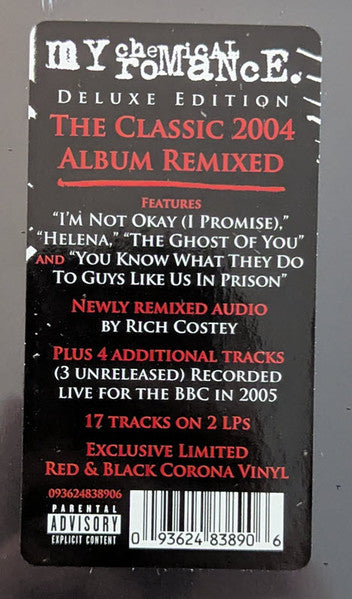 my chemical romance.
DELUXE EDITION
THE CLASSIC 2004
ALBUM REMIXED
FEATURES
“I’M NOT OKAY (I PROMISE),”
“HELENA,” “THE GHOST OF YOU”
AND “YOU KNOW WHAT THEY DO
TO GUYS LIKE US IN PRISON”
NEWLY REMIXED AUDIO
BY RICH COSTEY
PLUS 4 ADDITIONAL TRACKS
(3 UNRELEASED) RECORDED
LIVE FOR THE BBC IN 2005
17 TRACKS ON 2 LPS
EXCLUSIVE LIMITED
RED & BLACK CORONA VINYL
093624838906
PARENTAL
ADVISORY
EXPLICIT CONTENT
0 93624 83890 6